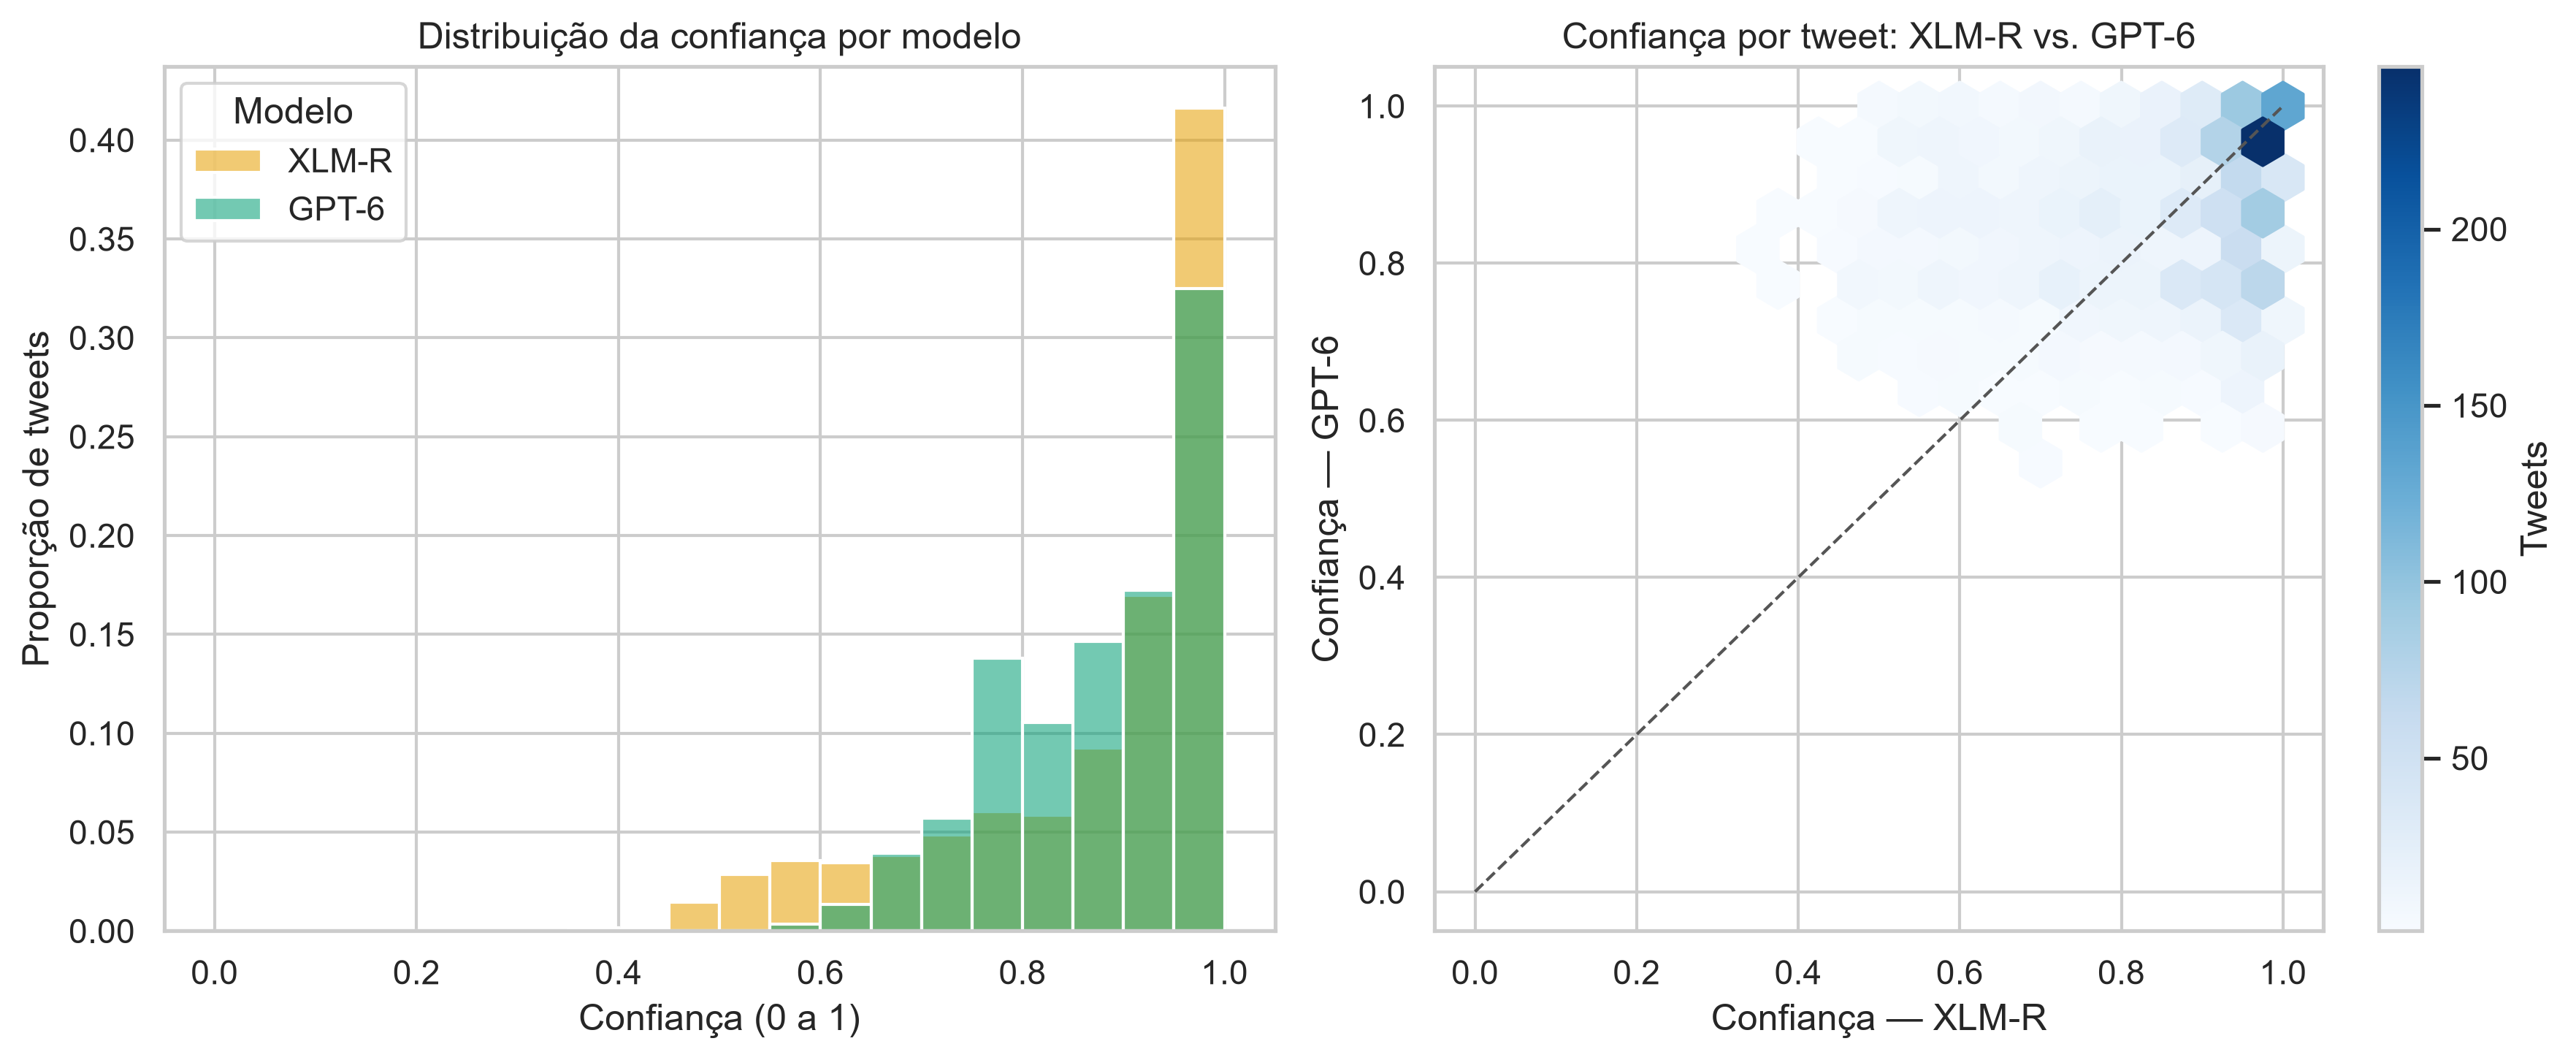 Distribuição da confiança por modelo
Modelo
XLM-R
GPT-6
Proporção de tweets
0.40
0.35
0.30
0.25
0.20
0.15
0.10
0.05
0.00
0.0 0.2 0.4 0.6 0.8 1.0
Confiança (0 a 1)
Confiança por tweet: XLM-R vs. GPT-6
Confiança — GPT-6
1.0
0.8
0.6
0.4
0.2
0.0
0.0 0.2 0.4 0.6 0.8 1.0
Confiança — XLM-R
200
150
100
50
Tweets